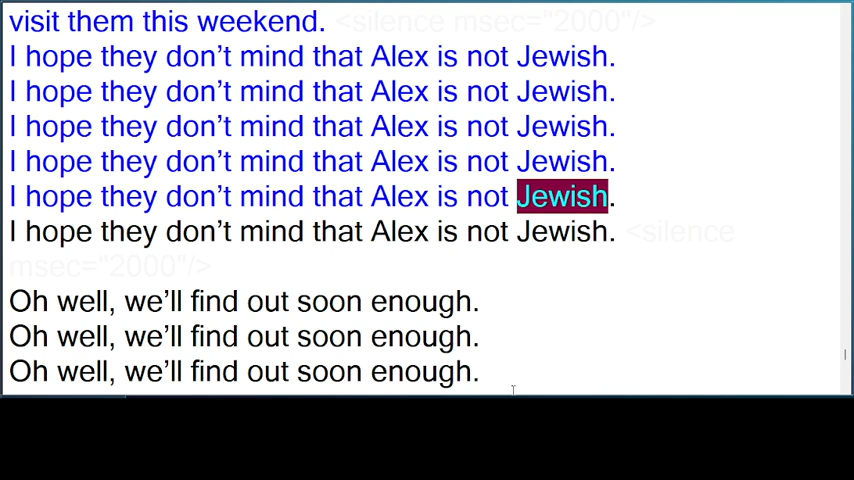 visit them this weekend. <silence msec="2000"/>
I hope they don’t mind that Alex is not Jewish.
I hope they don’t mind that Alex is not Jewish.
I hope they don’t mind that Alex is not Jewish.
I hope they don’t mind that Alex is not Jewish.
I hope they don’t mind that Alex is not Jewish.
I hope they don’t mind that Alex is not Jewish. <silence
msec="2000"/>
Oh well, we’ll find out soon enough.
Oh well, we’ll find out soon enough.
Oh well, we’ll find out soon enough.